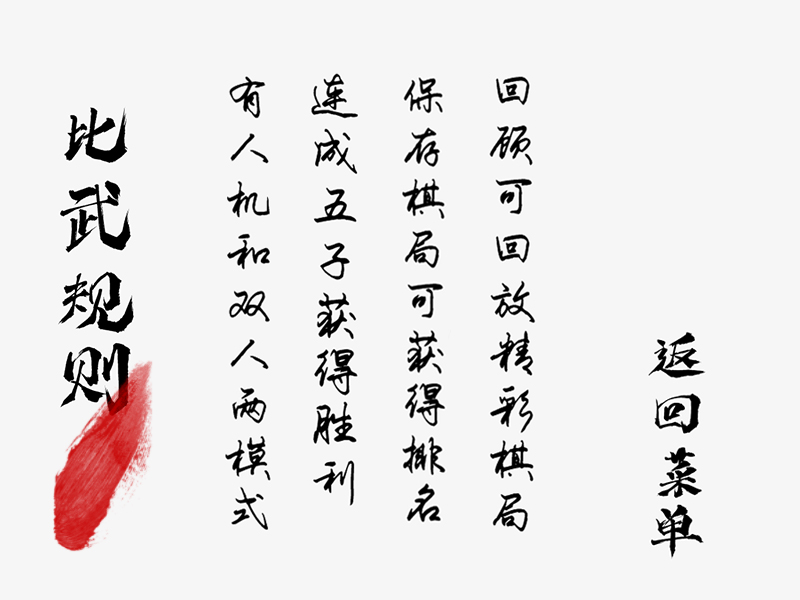 比武规则
有人机和双人两模式
连成五子获得胜利
保存棋局可获得排名
回顾可回放精彩棋局
返回菜单